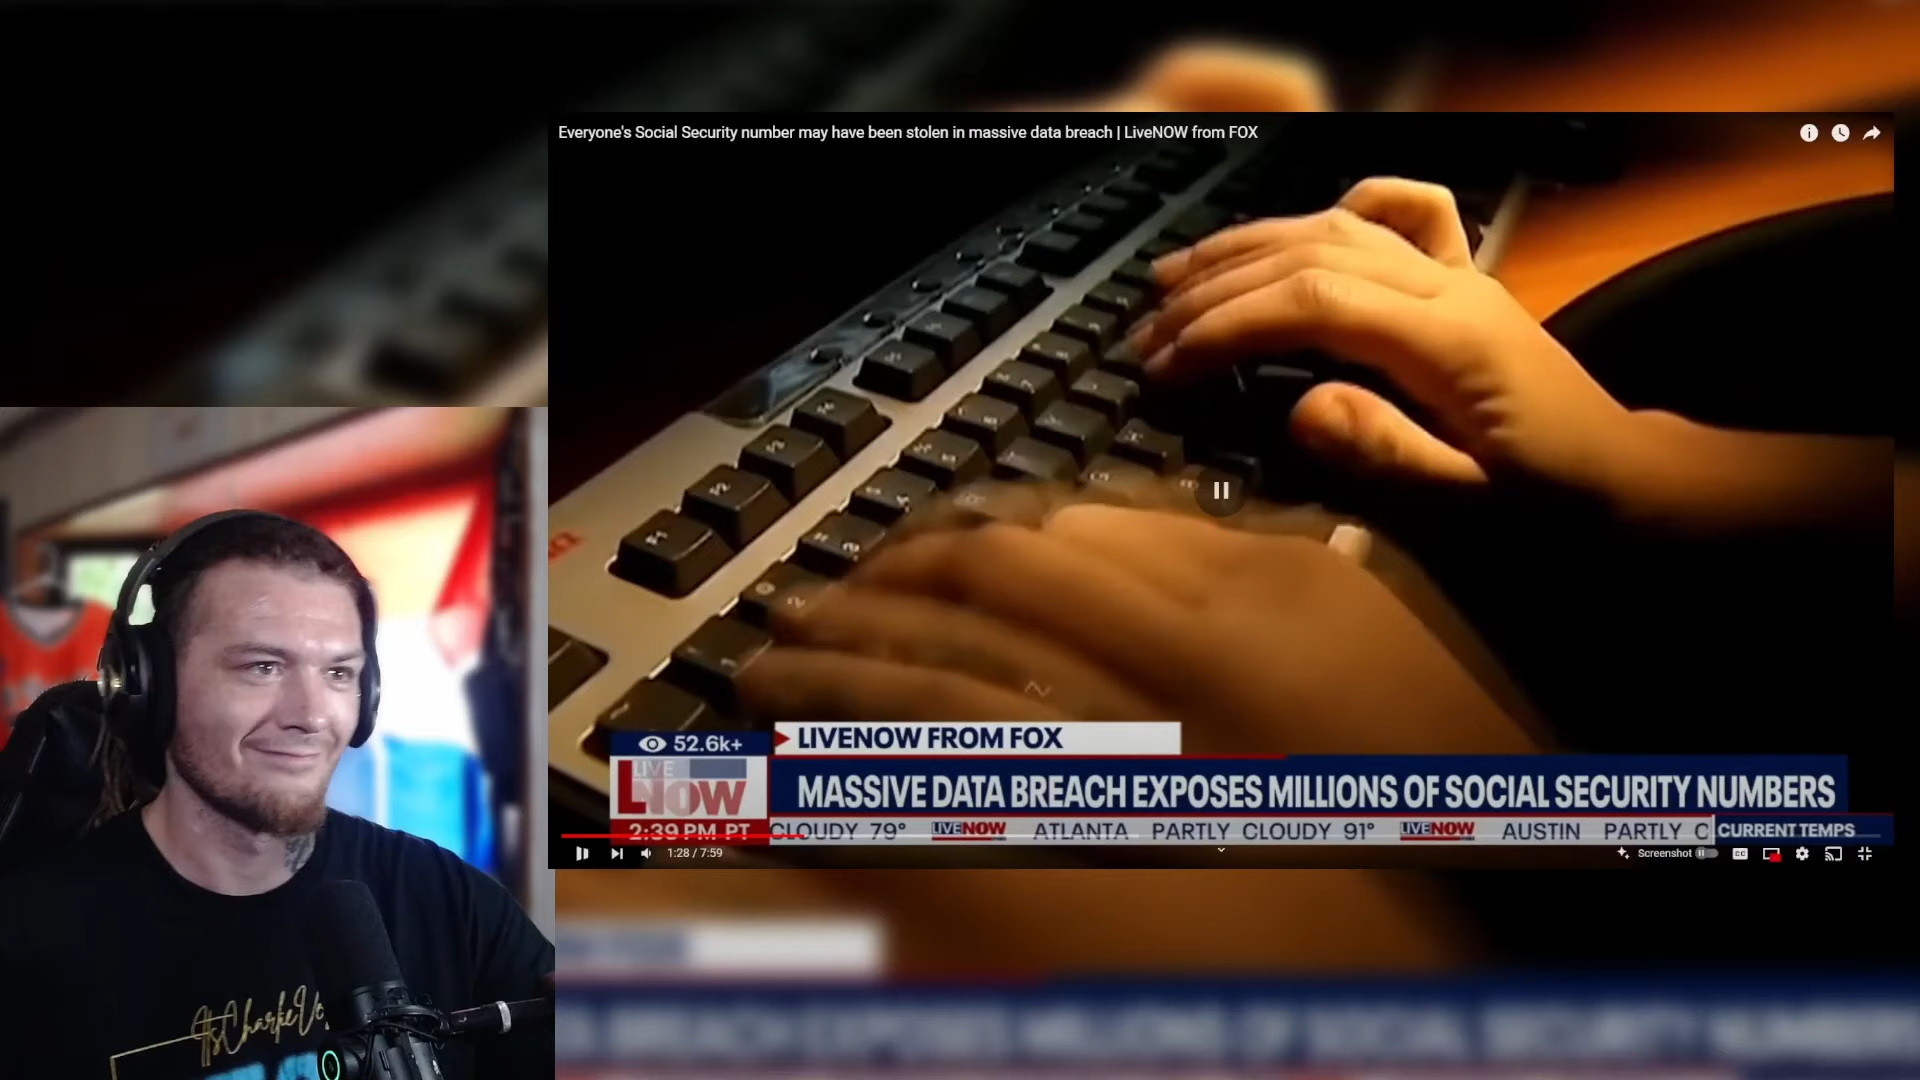 Everyone's Social Security number may have been stolen in massive data breach | LiveNOW from FOX
52.6k+
LIVENOW FROM FOX
LIVE
NOW
MASSIVE DATA BREACH EXPOSES MILLIONS OF SOCIAL SECURITY NUMBERS
2:39 PM PT
CLOUDY 79° LIVENOW ATLANTA PARTLY CLOUDY 91° LIVENOW AUSTIN PARTLY C
CURRENT TEMPS
1:28 / 7:59
Screenshot
CC